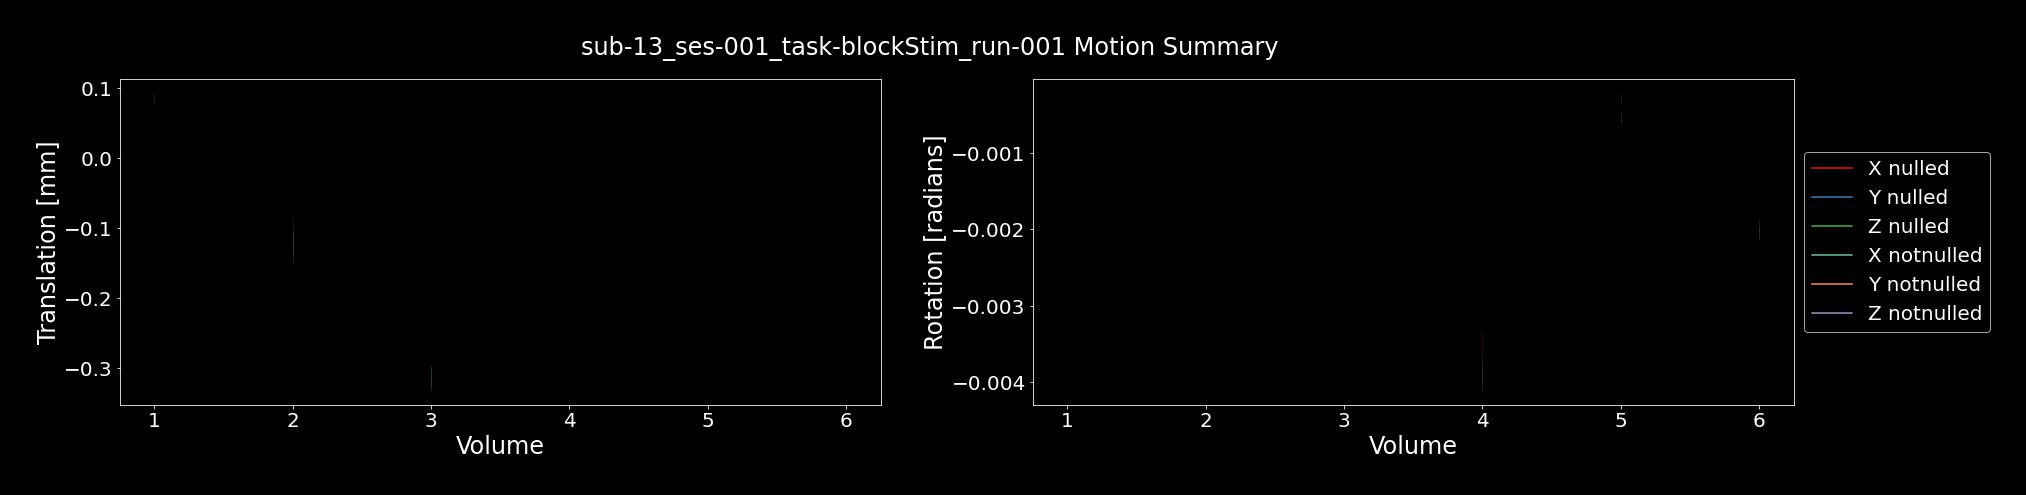 sub-13_ses-001_task-blockStim_run-001 Motion Summary
Translation [mm]
0.1
0.0
−0.1
−0.2
−0.3
1 2 3 4 5 6
Volume
Rotation [radians]
−0.001
−0.002
−0.003
−0.004
1 2 3 4 5 6
Volume
X nulled
Y nulled
Z nulled
X notnulled
Y notnulled
Z notnulled